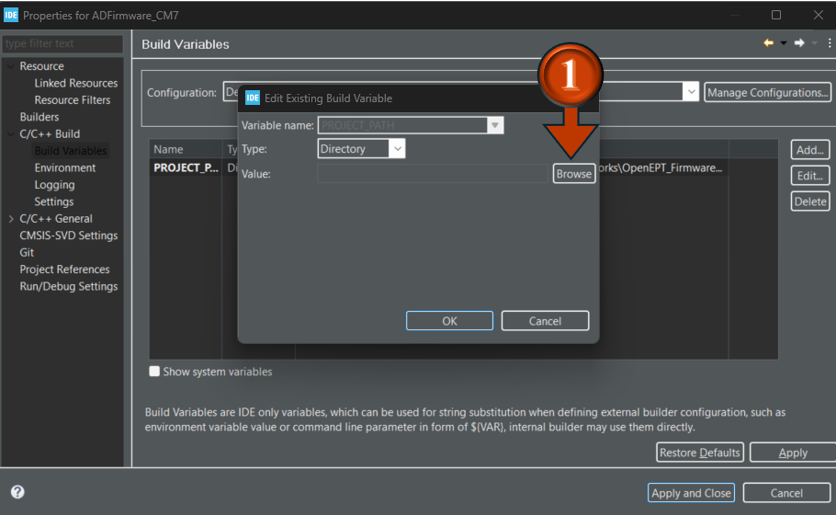 IDE Properties for ADFirmware_CM7
type filter text
Build Variables
Resource
Linked Resources
Resource Filters
Builders
C/C++ Build
Build Variables
Environment
Logging
Settings
C/C++ General
CMSIS-SVD Settings
Git
Project References
Run/Debug Settings
Configuration: De
Manage Configurations...
1
IDE Edit Existing Build Variable
Variable name: PROJECT_PATH
Type: Directory
Value: Browse
OK Cancel
Name Ty
PROJECT_P... Di orks\OpenEPT_Firmware...
Add...
Edit...
Delete
Show system variables
Build Variables are IDE only variables, which can be used for string substitution when defining external builder configuration, such as
environment variable value or command line parameter in form of ${VAR}, internal builder may use them directly.
Restore Defaults Apply
? Apply and Close Cancel